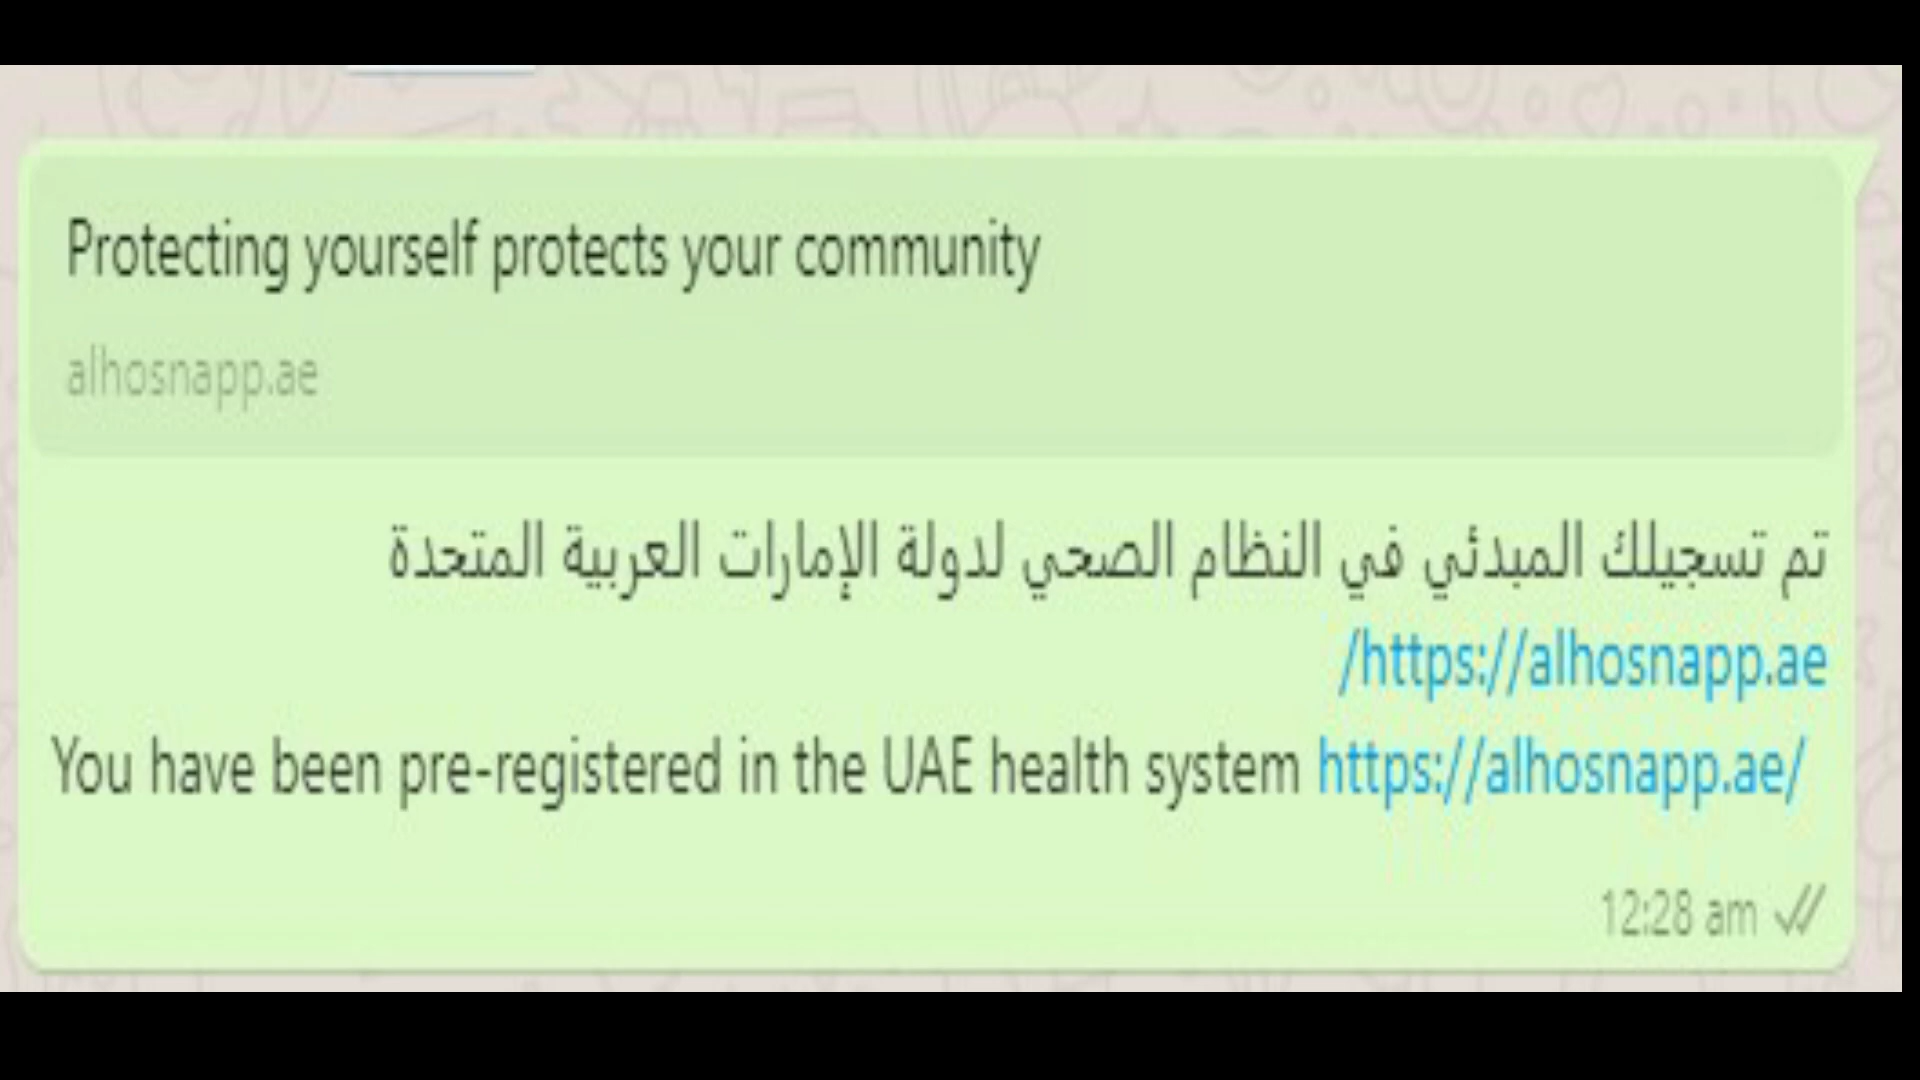 Protecting yourself protects your community
alhosnapp.ae
تم تسجيلك المبدئي في النظام الصحي لدولة الإمارات العربية المتحدة
https://alhosnapp.ae/
You have been pre-registered in the UAE health system https://alhosnapp.ae/
12:28 am